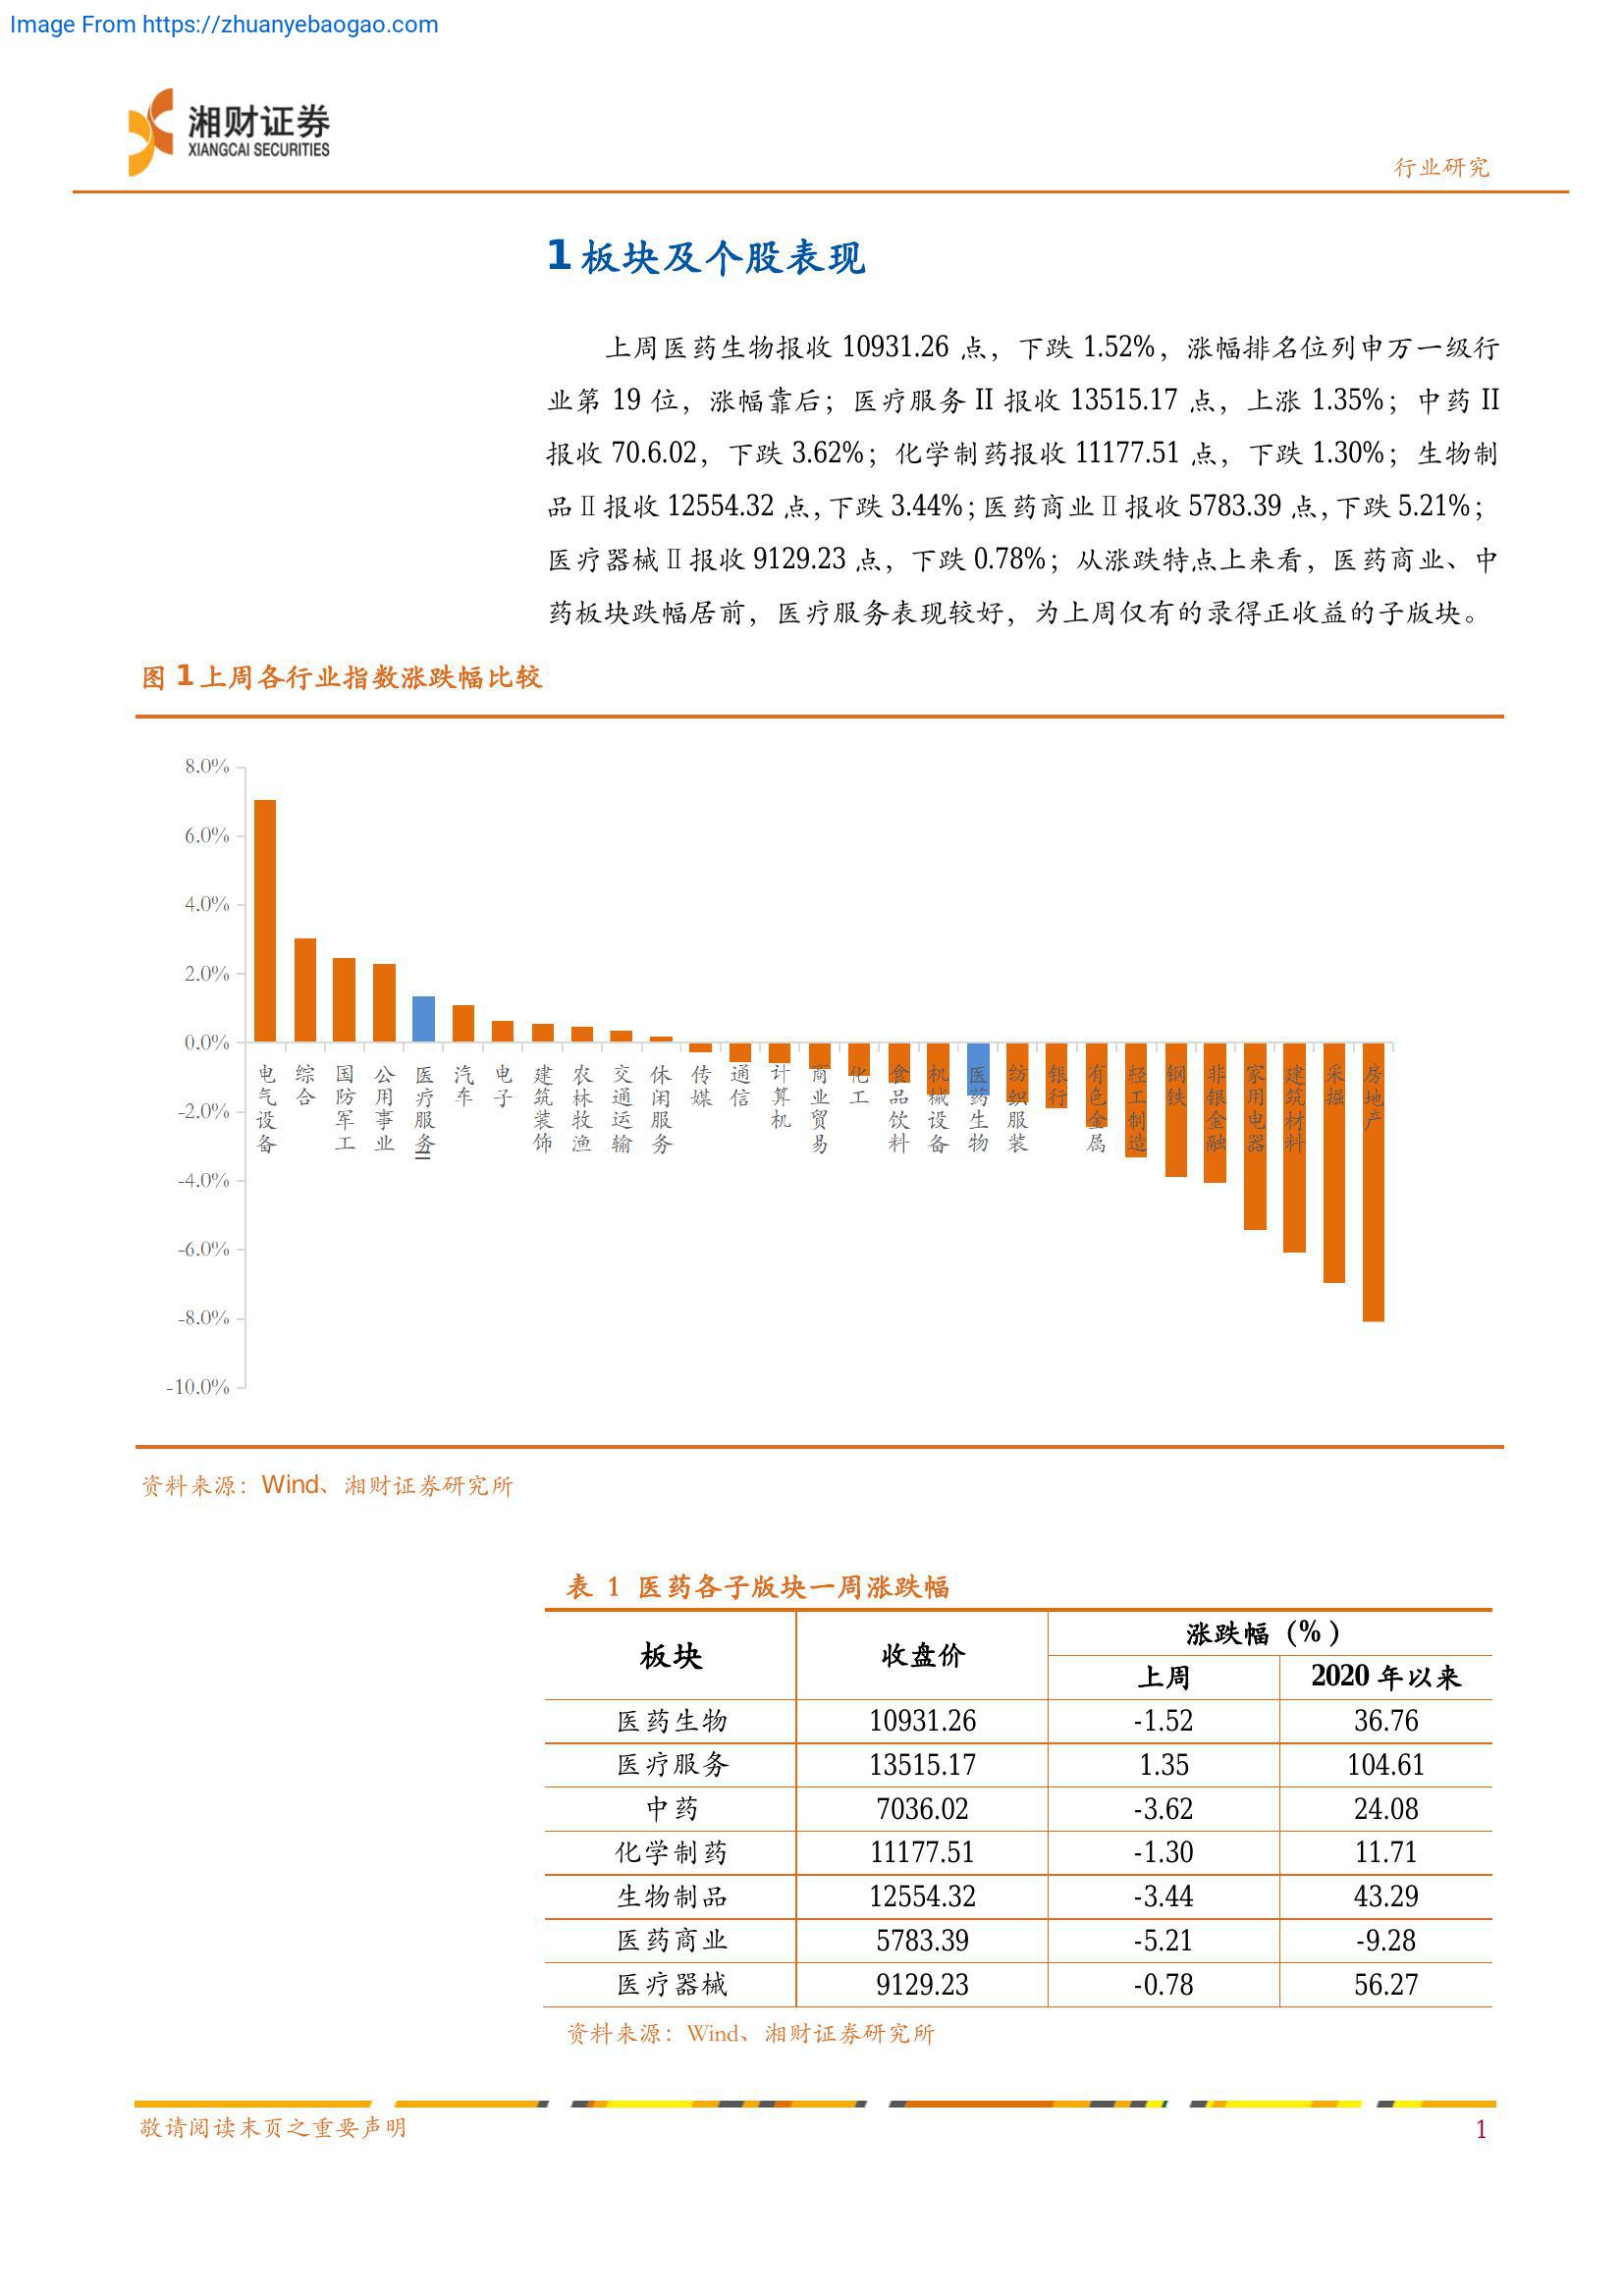 Image From https://zhuanyebaogao.com
湘财证券
XIANGCAI SECURITIES
行业研究
1 板块及个股表现
上周医药生物报收 10931.26 点，下跌 1.52%，涨幅排名位列申万一级行
业第 19 位，涨幅靠后；医疗服务 II 报收 13515.17 点，上涨 1.35%；中药 II
报收 70.6.02，下跌 3.62%；化学制药报收 11177.51 点，下跌 1.30%；生物制
品Ⅱ报收 12554.32 点，下跌 3.44%；医药商业Ⅱ报收 5783.39 点，下跌 5.21%；
医疗器械Ⅱ报收 9129.23 点，下跌 0.78%；从涨跌特点上来看，医药商业、中
药板块跌幅居前，医疗服务表现较好，为上周仅有的录得正收益的子版块。
图 1 上周各行业指数涨跌幅比较
8.0%
6.0%
4.0%
2.0%
0.0%
-2.0%
-4.0%
-6.0%
-8.0%
-10.0%
电气设备
综合
国防军工
公用事业
医疗服务Ⅱ
汽车
电子
建筑装饰
农林牧渔
交通运输
休闲服务
传媒
通信
计算机
商业贸易
化工
食品饮料
机械设备
医药生物
纺织服装
银行
有色金属
轻工制造
钢铁
非银金融
家用电器
建筑材料
采掘
房地产
资料来源：Wind、湘财证券研究所
表 1 医药各子版块一周涨跌幅
板块 收盘价 涨跌幅（%）
上周 2020 年以来
医药生物 10931.26 -1.52 36.76
医疗服务 13515.17 1.35 104.61
中药 7036.02 -3.62 24.08
化学制药 11177.51 -1.30 11.71
生物制品 12554.32 -3.44 43.29
医药商业 5783.39 -5.21 -9.28
医疗器械 9129.23 -0.78 56.27
资料来源：Wind、湘财证券研究所
敬请阅读末页之重要声明
1